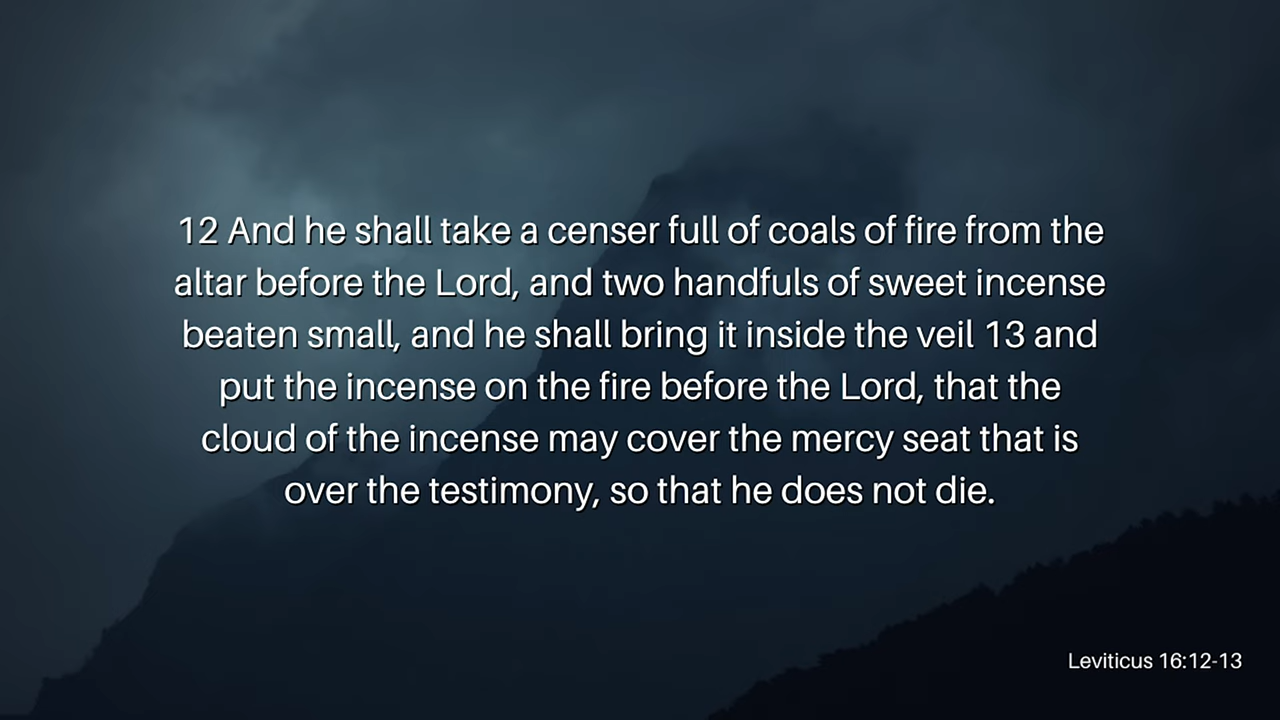 12 And he shall take a censer full of coals of fire from the
altar before the Lord, and two handfuls of sweet incense
beaten small, and he shall bring it inside the veil 13 and
put the incense on the fire before the Lord, that the
cloud of the incense may cover the mercy seat that is
over the testimony, so that he does not die.
Leviticus 16:12-13